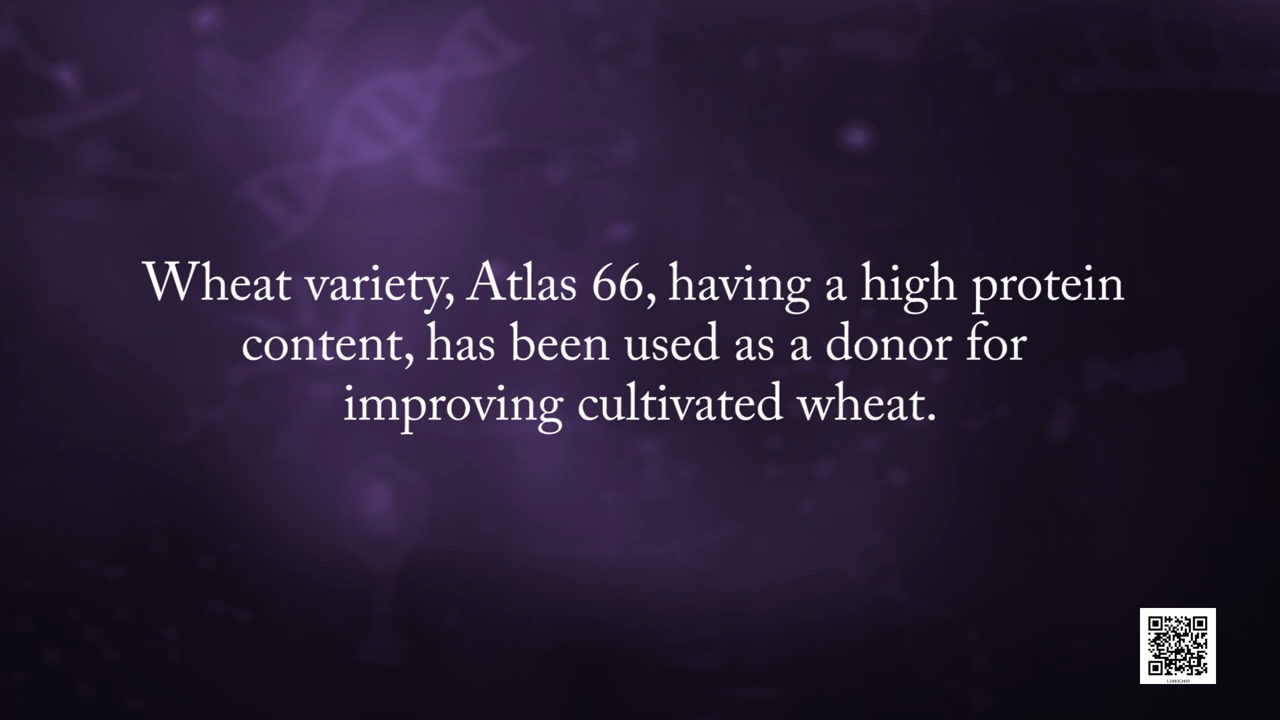 Wheat variety, Atlas 66, having a high protein
content, has been used as a donor for
improving cultivated wheat.